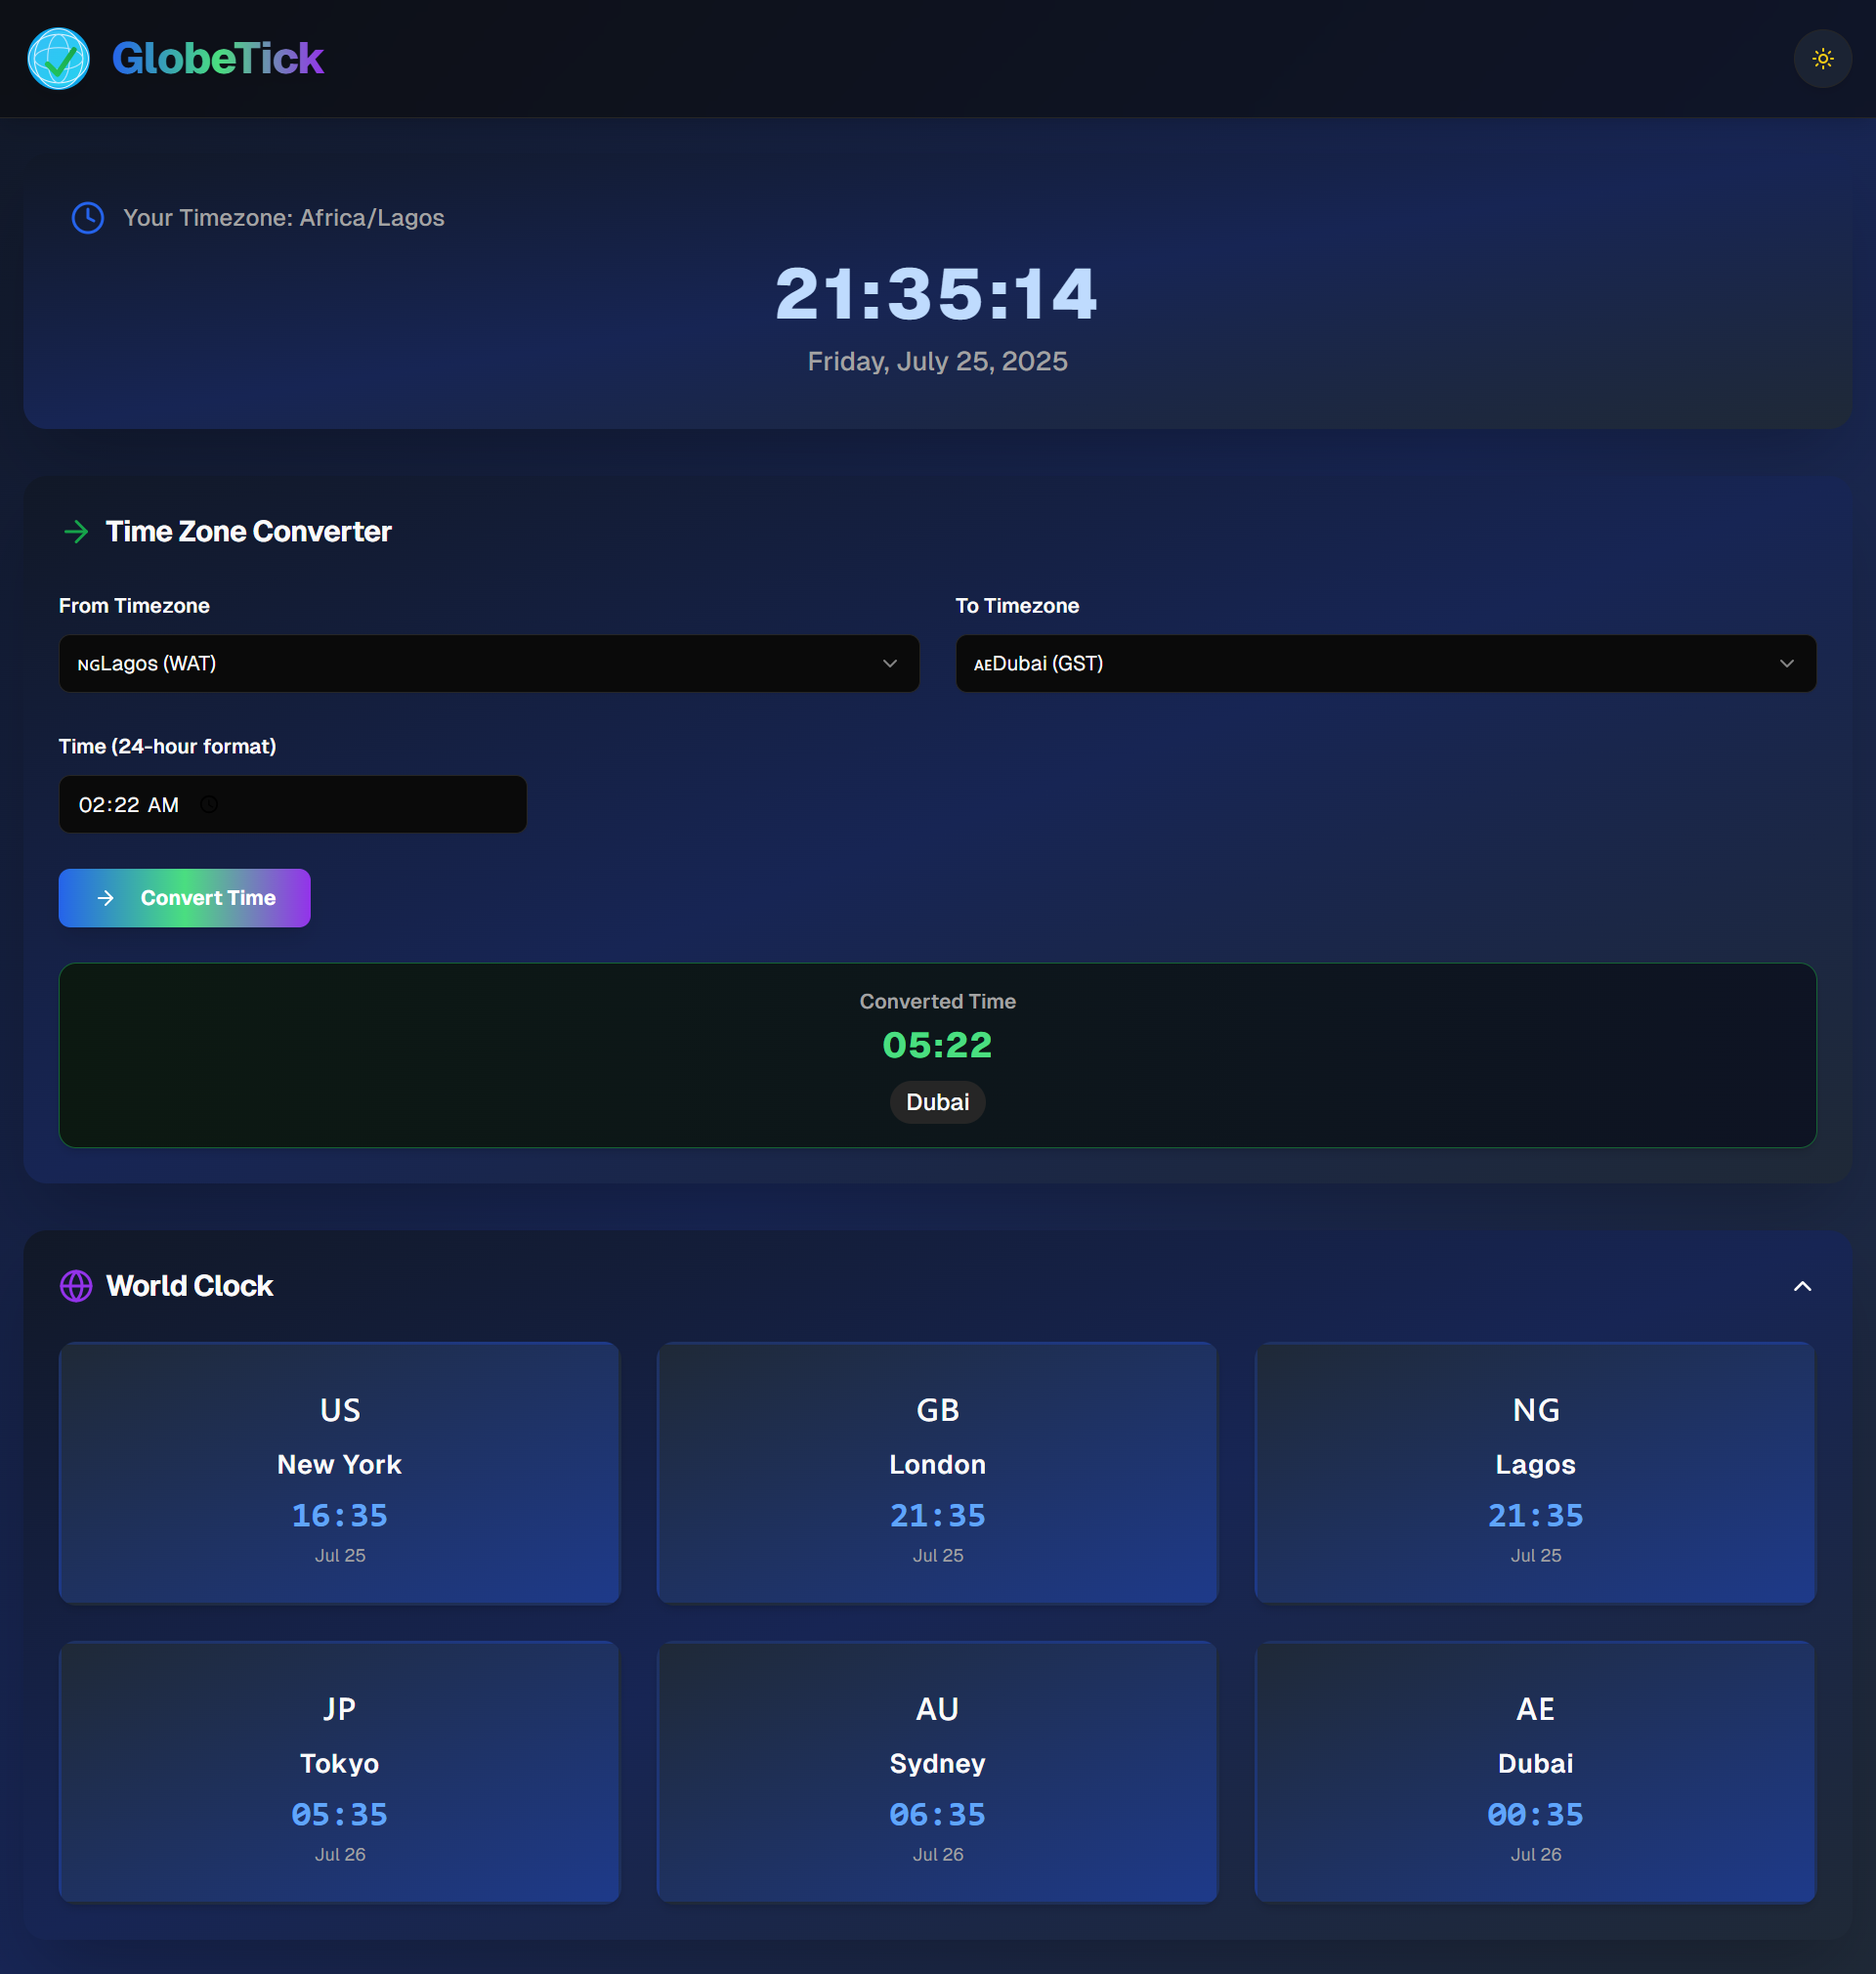 GlobeTick
Your Timezone: Africa/Lagos
21:35:14
Friday, July 25, 2025
Time Zone Converter
From Timezone
To Timezone
NGLagos (WAT)
AEDubai (GST)
Time (24-hour format)
02:22 AM
Convert Time
Converted Time
05:22
Dubai
World Clock
US
New York
16:35
Jul 25
GB
London
21:35
Jul 25
NG
Lagos
21:35
Jul 25
JP
Tokyo
05:35
Jul 26
AU
Sydney
06:35
Jul 26
AE
Dubai
00:35
Jul 26